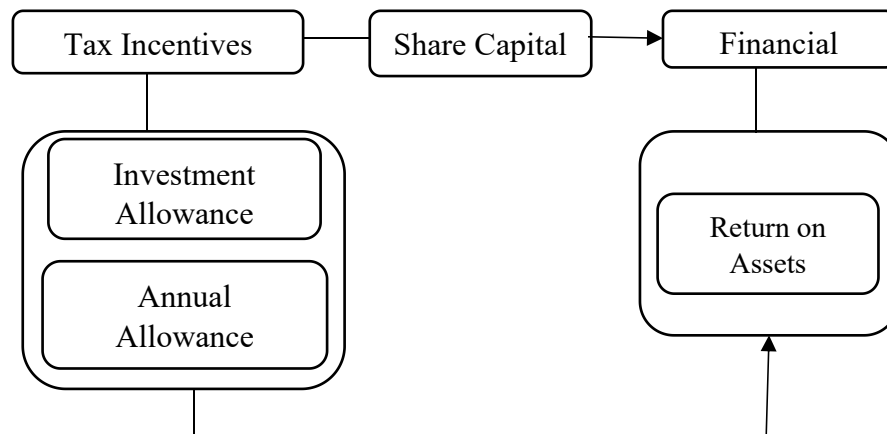 Tax Incentives
Share Capital
Financial
Investment
Allowance
Annual
Allowance
Return on
Assets